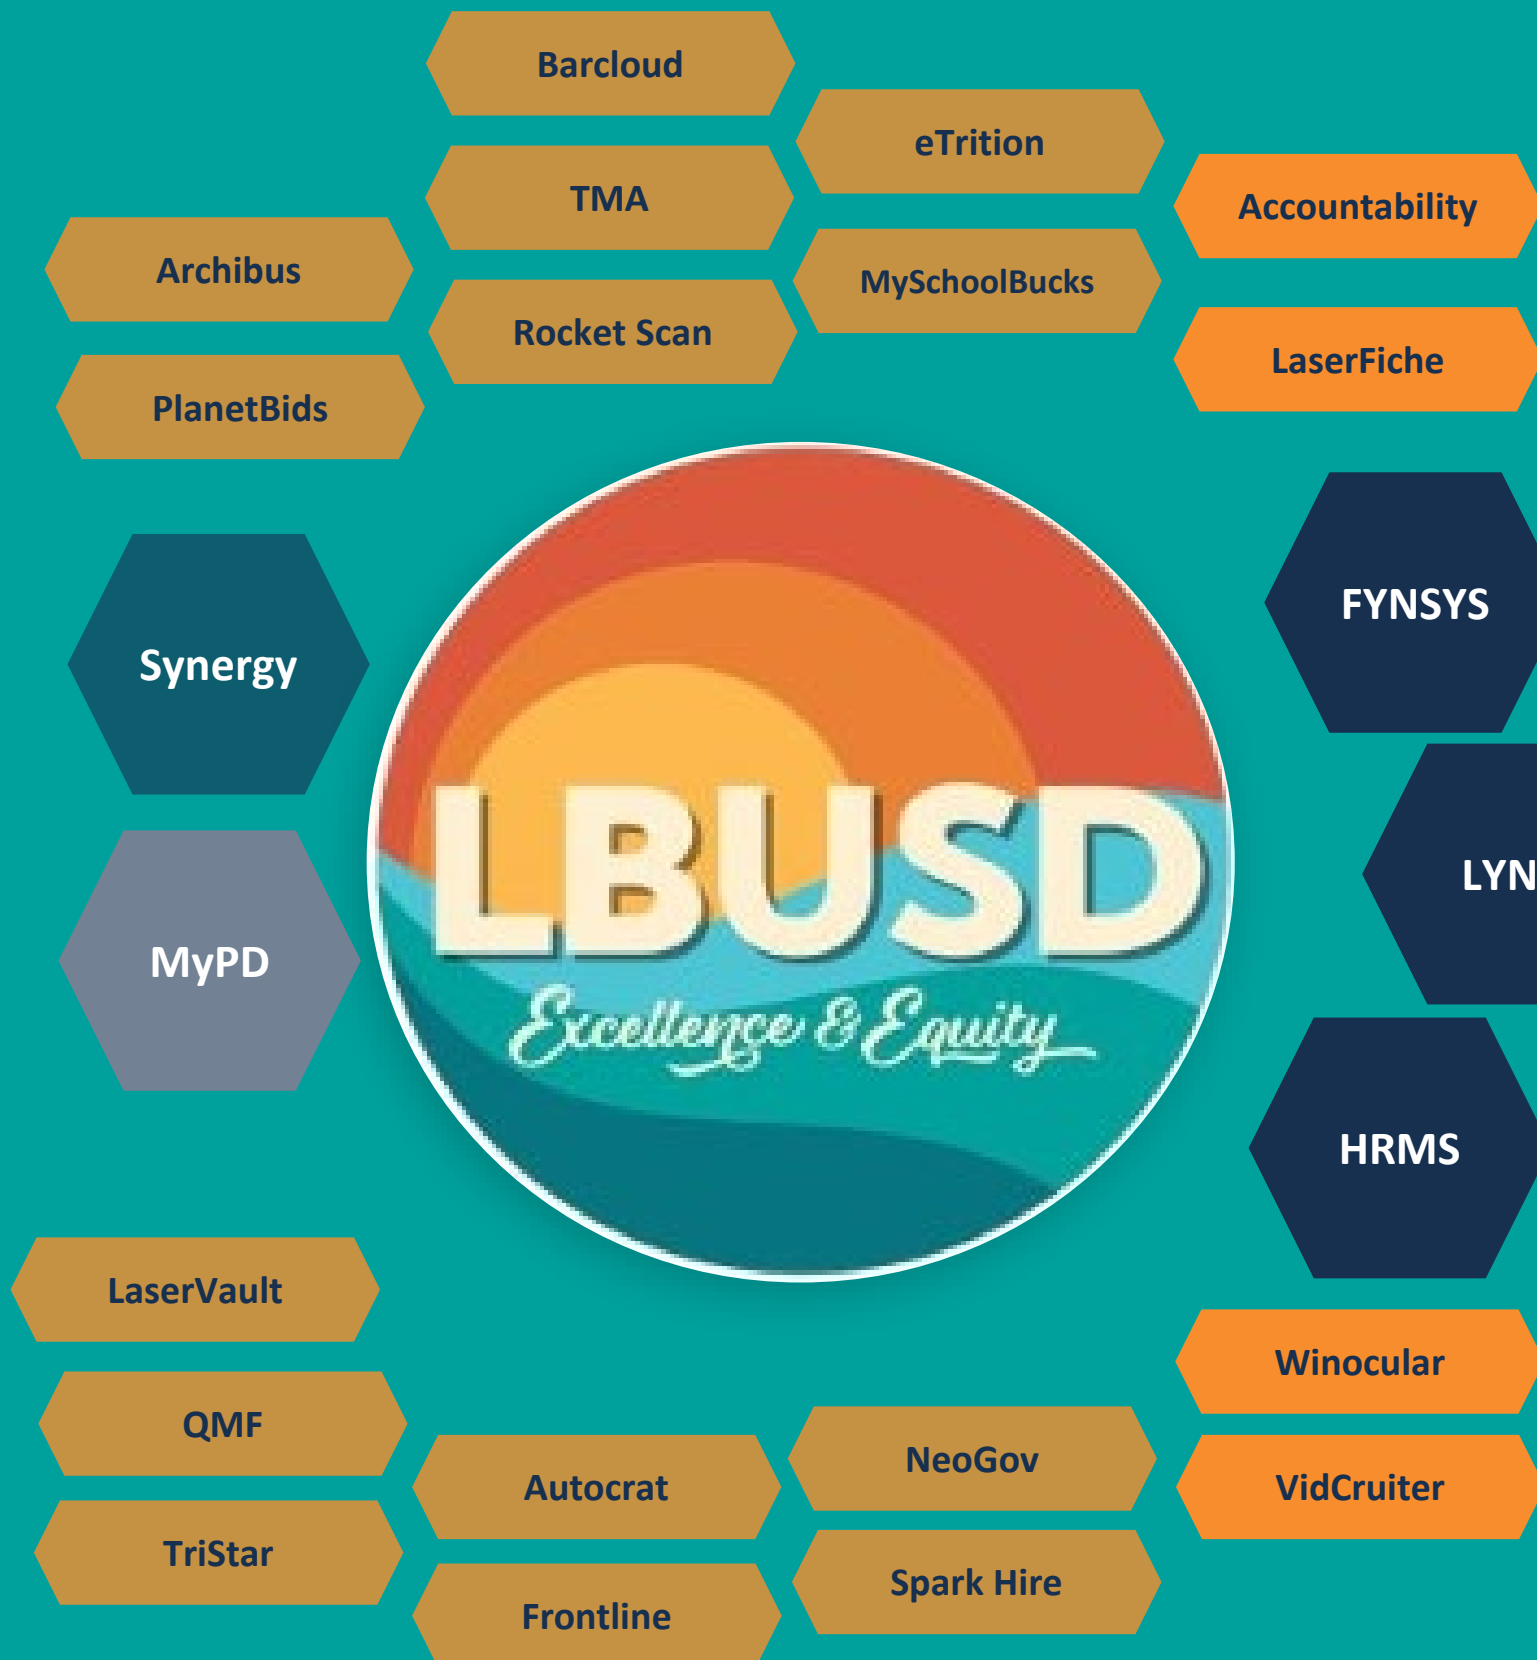 Barcloud
eTrition
TMA
Accountability
Archibus
MySchoolBucks
Rocket Scan
LaserFiche
PlanetBids
FYNSYS
Synergy
LBUSD
LYN
MyPD
Excellence & Equity
HRMS
LaserVault
Winocular
QMF
NeoGov
Autocrat
VidCruiter
TriStar
Spark Hire
Frontline